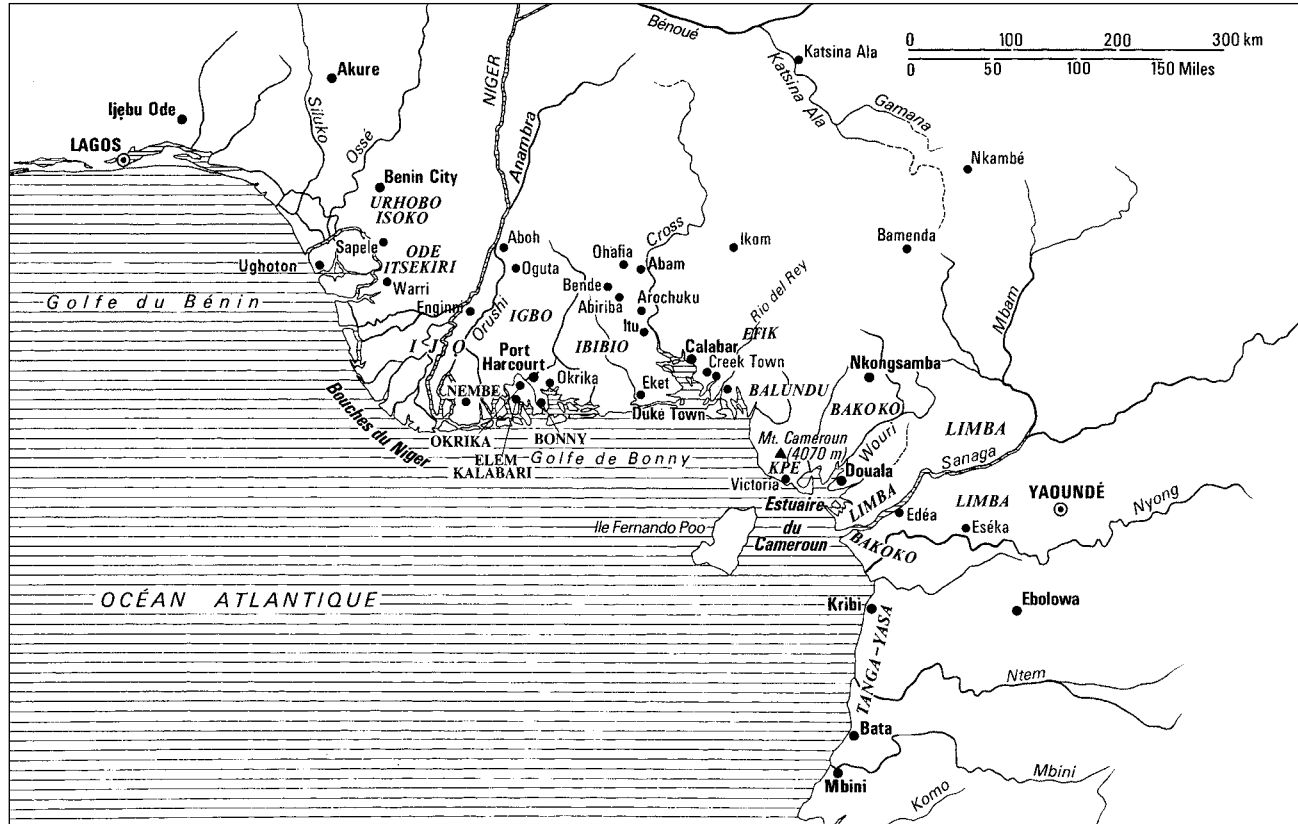 Bénoué
0 100 200 300 km
0 50 100 150 Miles
Katsina Ala
Katsina Ala
Akure
NIGER
Gamana
Ijẹbu Ode
Siluko
Ossé
Anambra
LAGOS
Nkambé
Benin City
URHOBO
ISOKO
Cross
Sapele
ODE
ITSEKIRI
Aboh
Ikom
Bamenda
Ughoton
Ohafia
Abam
Oguta
Warri
Bende
Rio del Rey
Mbam
Golfe du Bénin
Abiriba
Arochuku
Enginni
Orushi
IGBO
Itu
EFIK
I-JỌ
IBIBIO
Calabar
Port
Harcourt
Creek Town
Nkongsamba
Okrika
NEMBE
Eket
BALUNDU
Bouches du Niger
Duke Town
BAKOKO
LIMBA
OKRIKA
BONNY
Mt. Cameroun
(4070 m)
Wouri
ELEM
KALABARI
Golfe de Bonny
Sanaga
KPE
Douala
Victoria
LIMBA
LIMBA
YAOUNDÉ
Nyong
Estuaire
du
Cameroun
Edéa
Ile Fernando Poo
Eséka
BAKOKO
OCÉAN ATLANTIQUE
Kribi
Ebolowa
TANGA-YASA
Ntem
Bata
Mbini
Mbini
Komo